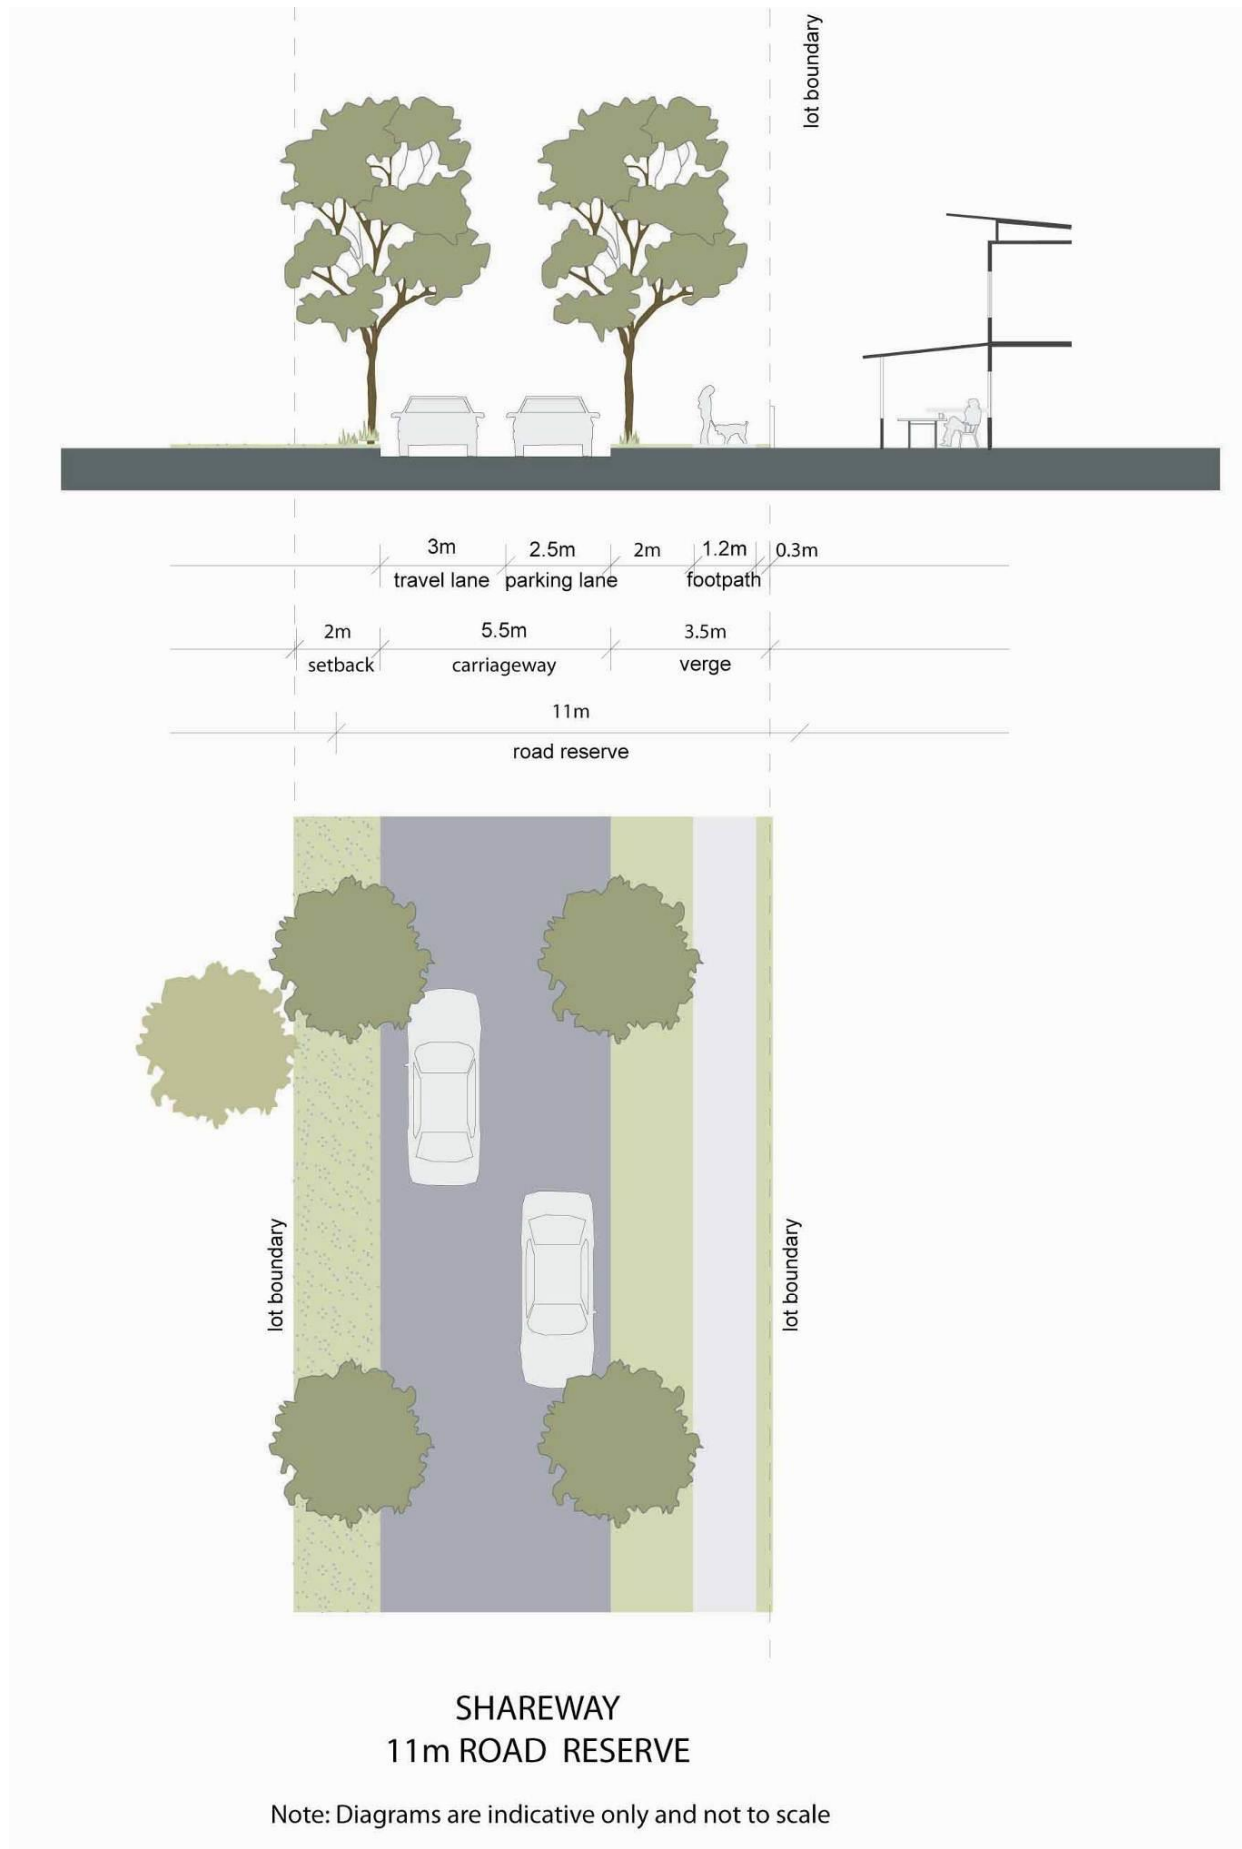 lot boundary
3m 2.5m 2m 1.2m 0.3m
travel lane parking lane footpath
2m 5.5m 3.5m
setback carriageway verge
11m
road reserve
lot boundary
lot boundary
SHAREWAY
11m ROAD RESERVE
Note: Diagrams are indicative only and not to scale